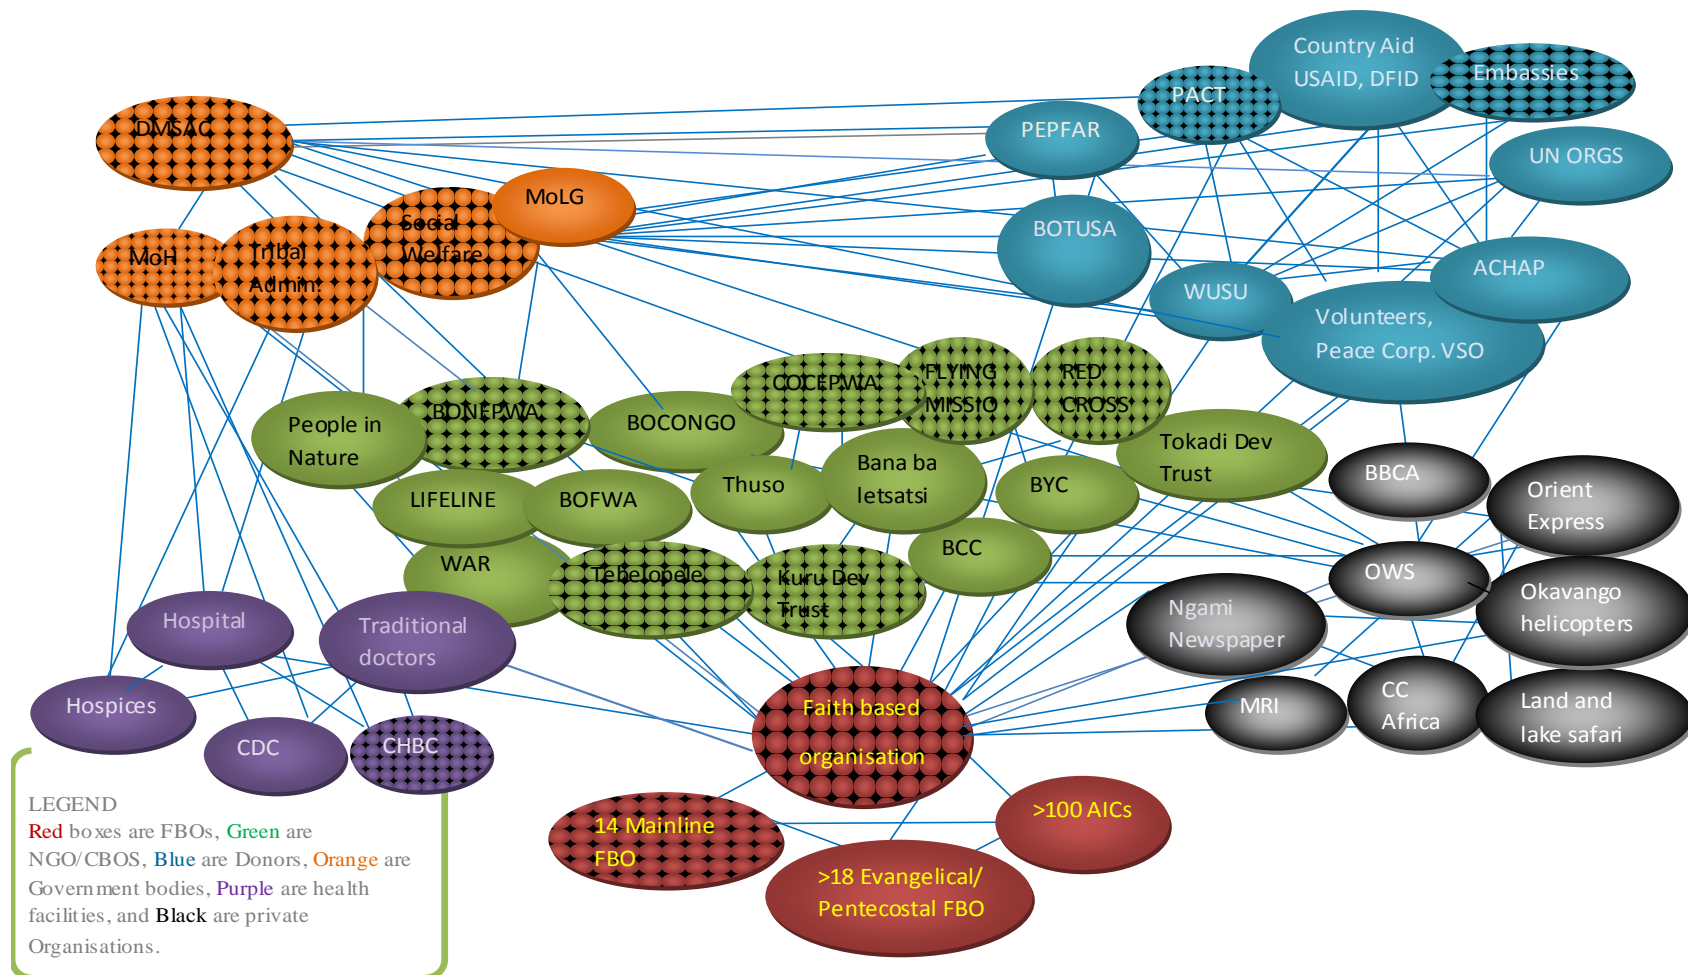 Country Aid
USAID, DFID
Embassies
PACT
DMSAC
PEPFAR
UN ORGS
MoLG
Social
Welfare
BOTUSA
MoH
Tribal
Admin.
ACHAP
WUSU
Volunteers,
Peace Corp. VSO
COCEPWA
FLYING
MISSIO
RED
CROSS
People in
Nature
BONEPWA
BOCONGO
Tokadi Dev
Trust
Thuso
Bana ba
letsatsi
BYC
BBCA
Orient
Express
LIFELINE
BOFWA
BCC
WAR
Tebelopele
Kuru Dev
Trust
OWS
Okavango
helicopters
Ngami
Newspaper
Hospital
Traditional
doctors
Hospices
CDC
CHBC
Faith based
organisation
MRI
CC
Africa
Land and
lake safari
14 Mainline
FBO
>100 AICs
>18 Evangelical/
Pentecostal FBO
LEGEND
Red boxes are FBOs, Green are
NGO/CBOS, Blue are Donors, Orange are
Government bodies, Purple are health
facilities, and Black are private
Organisations.